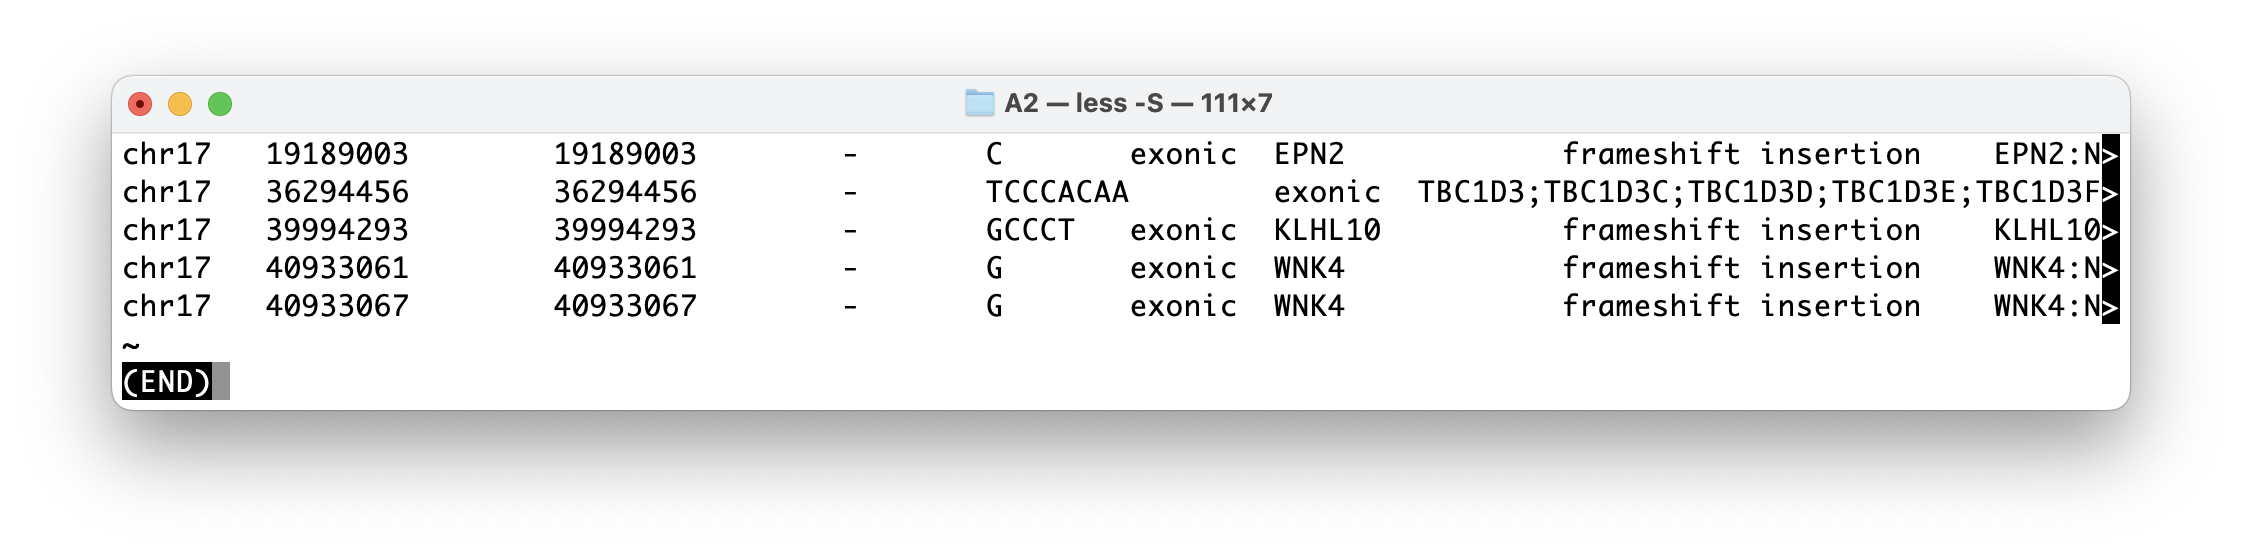 A2 — less -S — 111×7
chr17   19189003        19189003        -       C       exonic  EPN2            frameshift insertion    EPN2:N>
chr17   36294456        36294456        -       TCCCACAA        exonic  TBC1D3;TBC1D3C;TBC1D3D;TBC1D3E;TBC1D3F>
chr17   39994293        39994293        -       GCCCT   exonic  KLHL10          frameshift insertion    KLHL10>
chr17   40933061        40933061        -       G       exonic  WNK4            frameshift insertion    WNK4:N>
chr17   40933067        40933067        -       G       exonic  WNK4            frameshift insertion    WNK4:N>
~
(END)